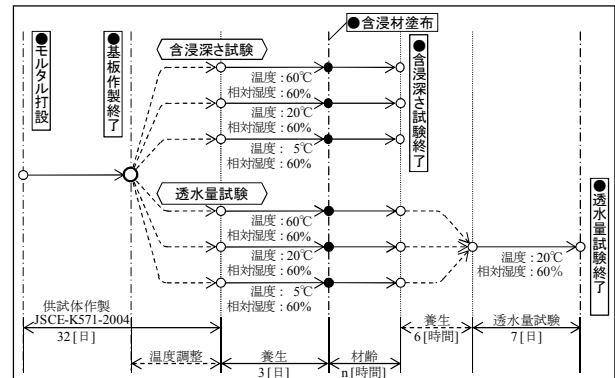 ●モルタル打設
●基板作製終了
含浸深さ試験
●含浸材塗布
●含浸深さ試験終了
温度：60℃
相対湿度：60%
温度：20℃
相対湿度：60%
温度： 5℃
相対湿度：60%
透水量試験
温度：60℃
相対湿度：60%
温度：20℃
相対湿度：60%
温度： 5℃
相対湿度：60%
温度：20℃
相対湿度：60%
●透水量試験終了
供試体作製
JSCE-K571-2004
32[日]
温度調整
養生
3[日]
材齢
n[時間]
養生
6[時間]
透水量試験
7[日]